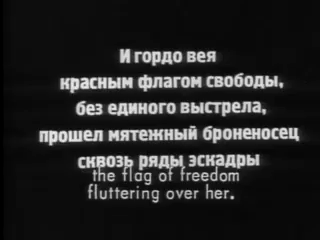 И гордо вея
красным флагом свободы,
без единого выстрела,
прошел мятежный броненосец
сквозь ряды эскадры
the flag of freedom
fluttering over her.